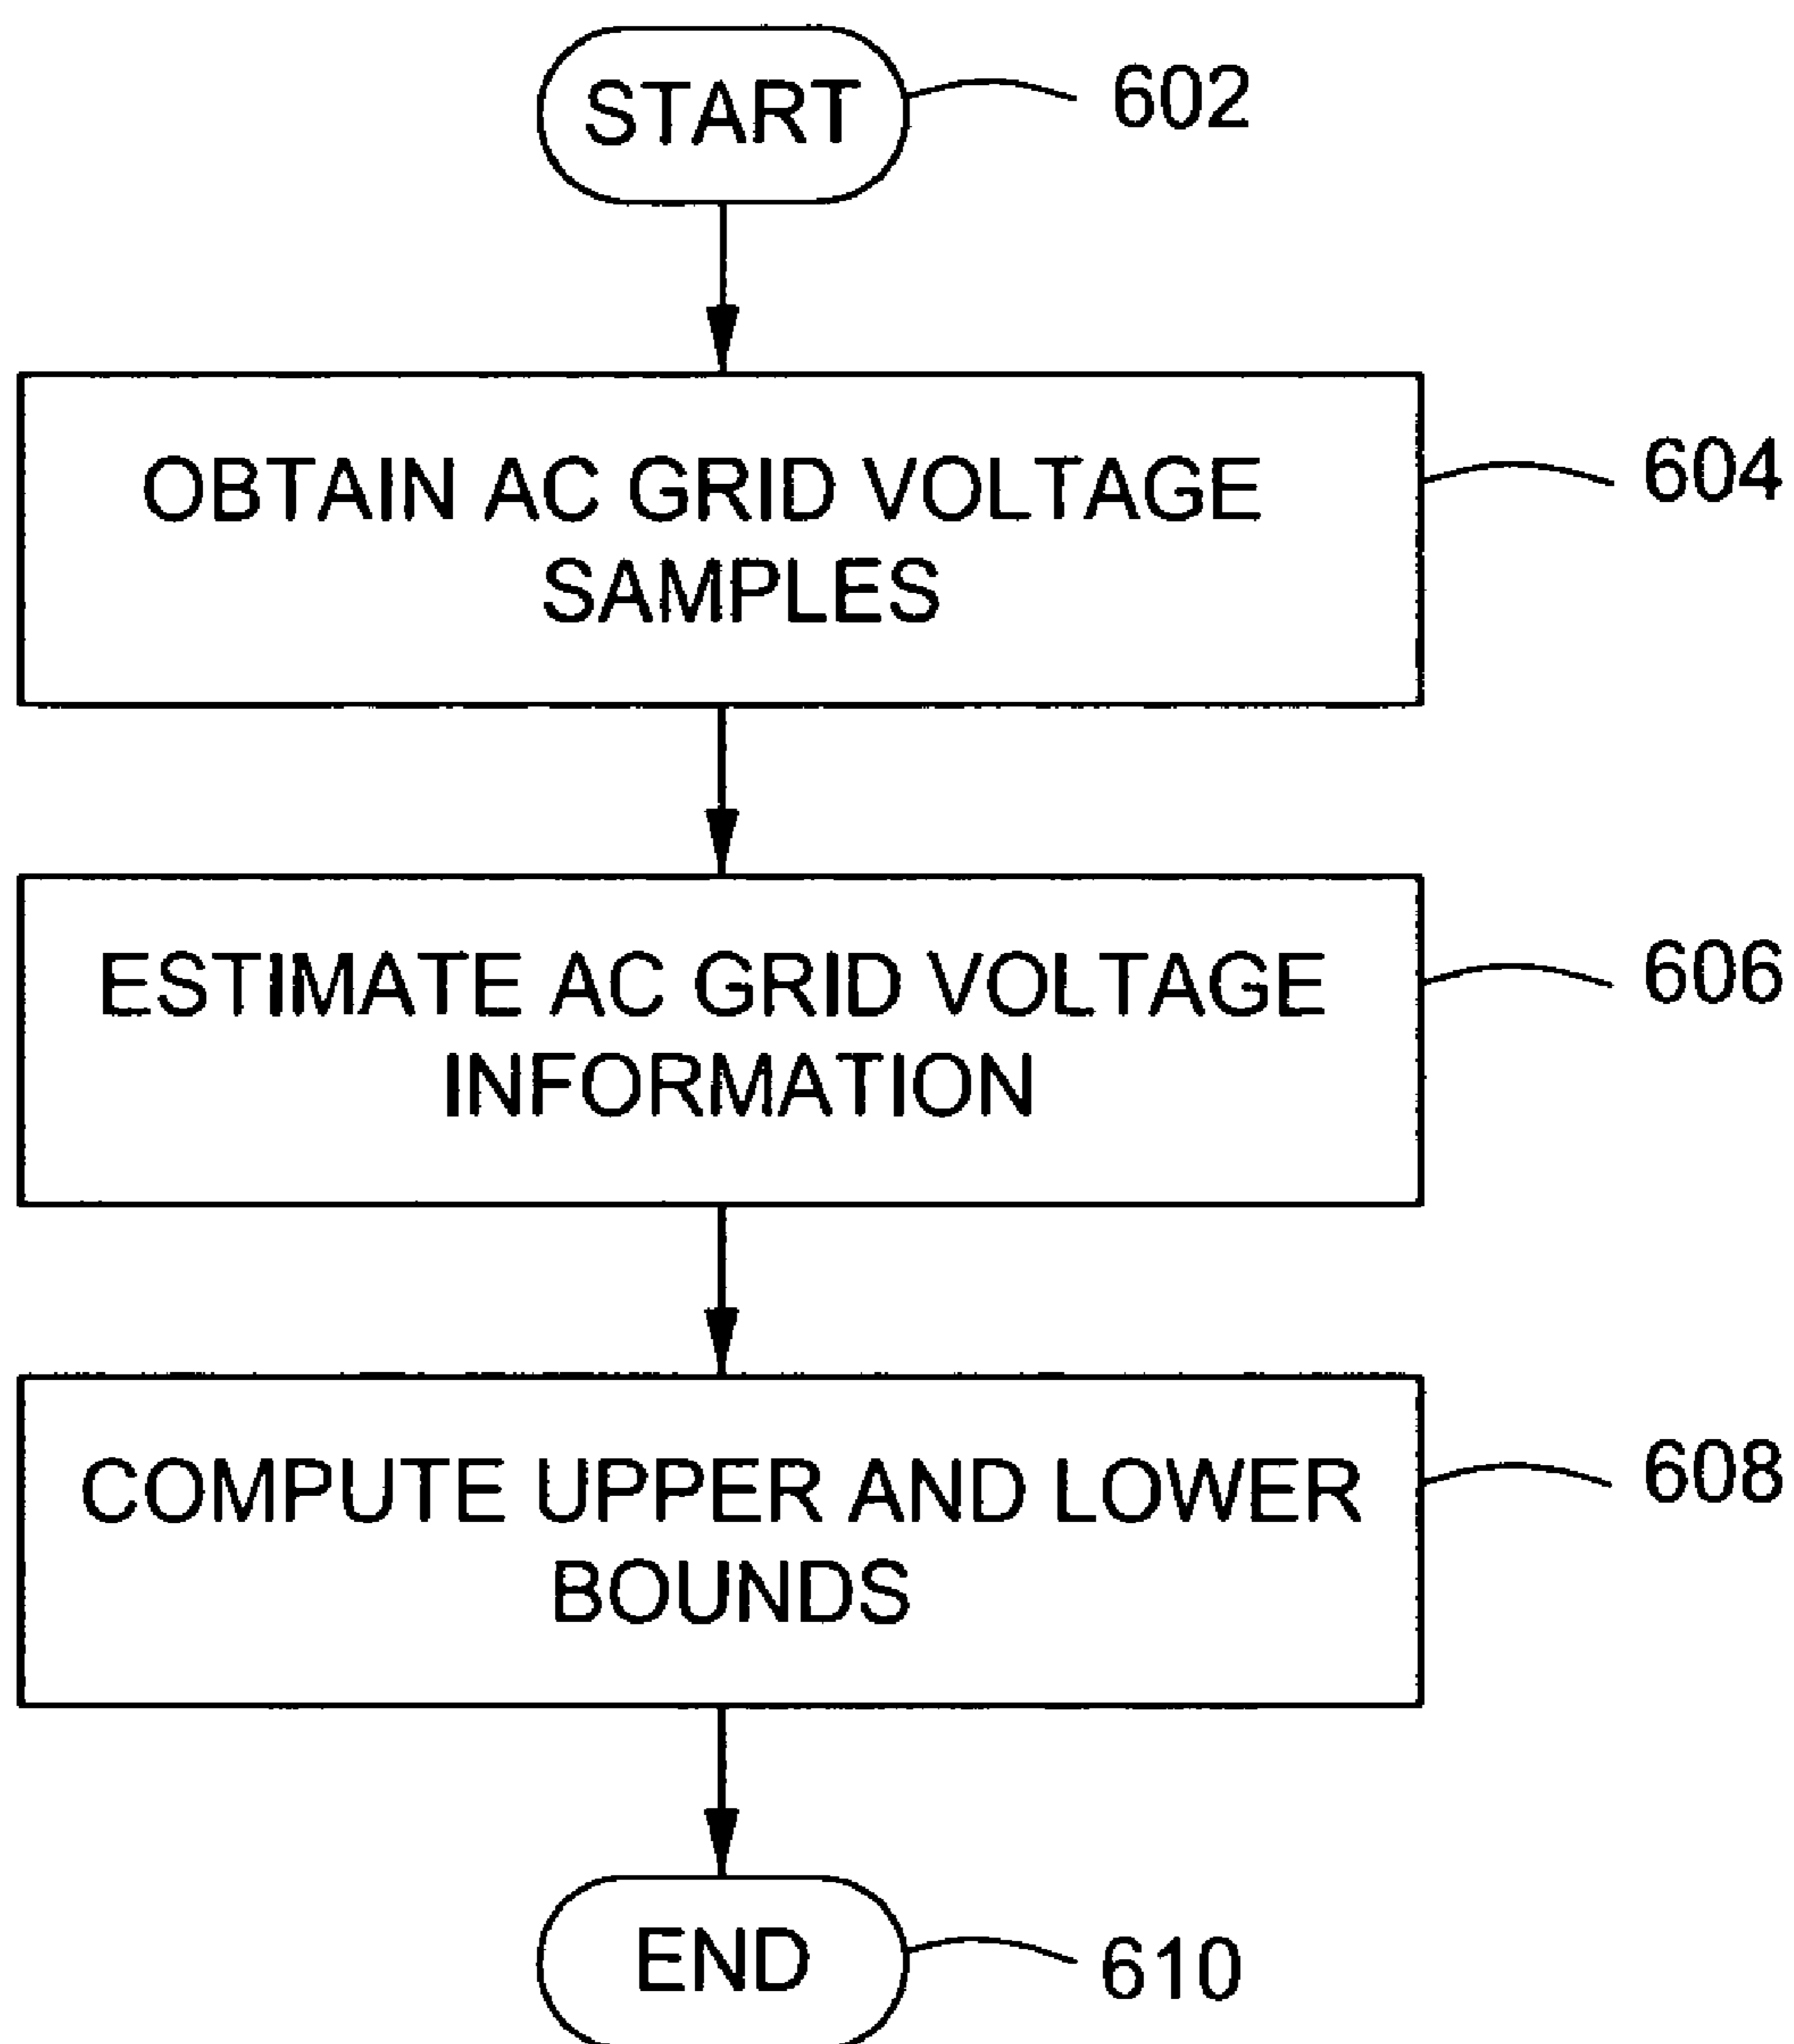 START
602
OBTAIN AC GRID VOLTAGE
SAMPLES
604
ESTIMATE AC GRID VOLTAGE
INFORMATION
606
COMPUTE UPPER AND LOWER
BOUNDS
608
END
610